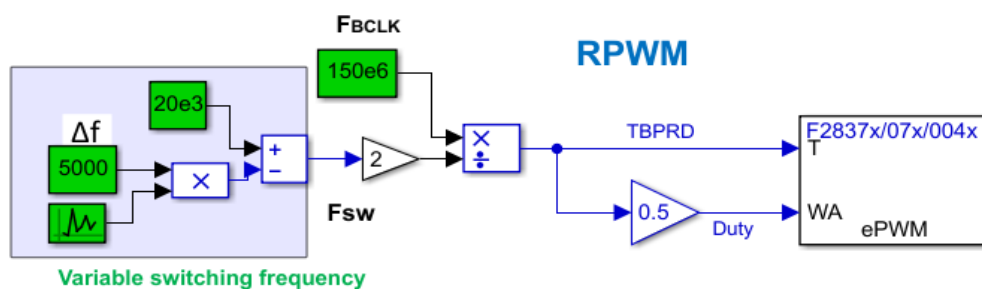 FBCLK
RPWM
150e6
20e3
Δf
5000
×
+
−
2
×
÷
TBPRD
F2837x/07x/004x
T
Fsw
0.5
Duty
WA
ePWM
Variable switching frequency